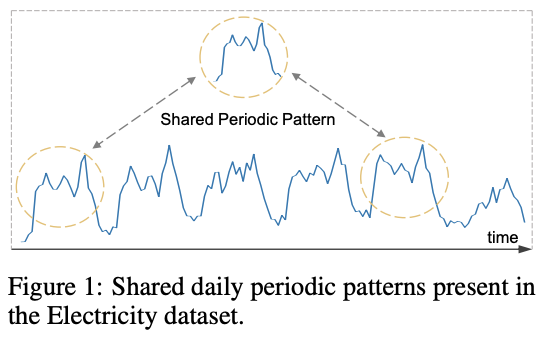 Shared Periodic Pattern
time
Figure 1: Shared daily periodic patterns present in
the Electricity dataset.